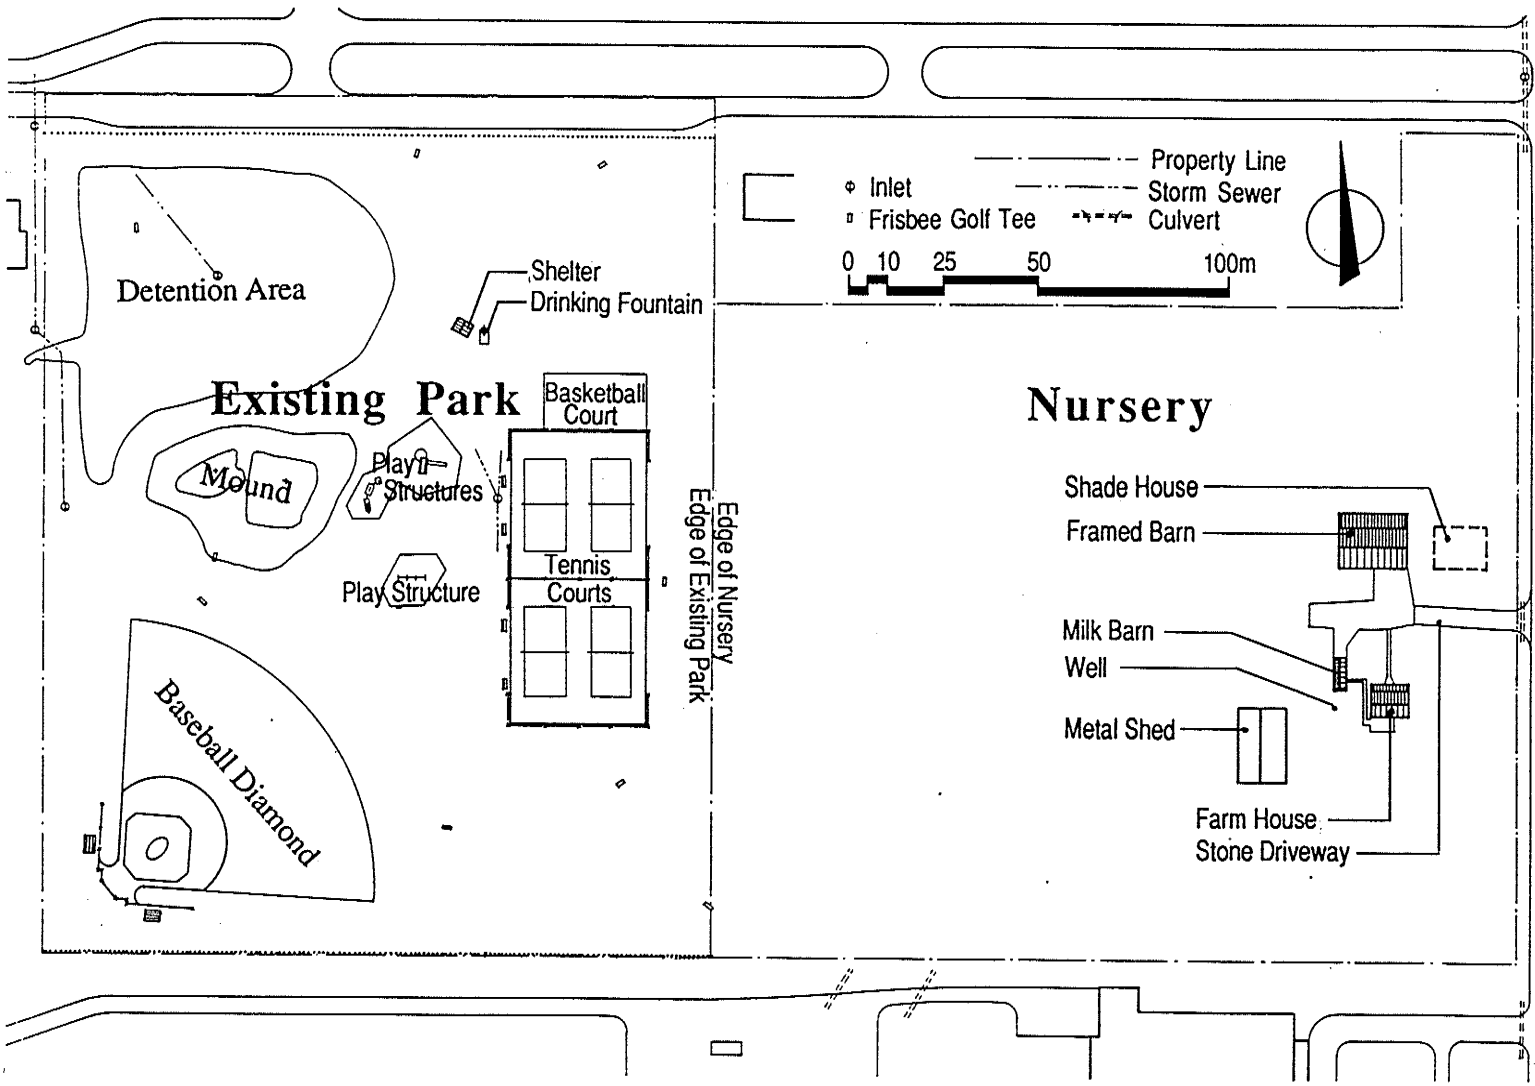 Property Line
Inlet
Storm Sewer
Frisbee Golf Tee
Culvert
0 10 25 50 100m
Shelter
Drinking Fountain
Detention Area
Existing Park
Nursery
Basketball
Court
Mound
Play
Structures
Play Structure
Tennis
Courts
Edge of Nursery
Edge of Existing Park
Baseball Diamond
Shade House
Framed Barn
Milk Barn
Well
Metal Shed
Farm House
Stone Driveway